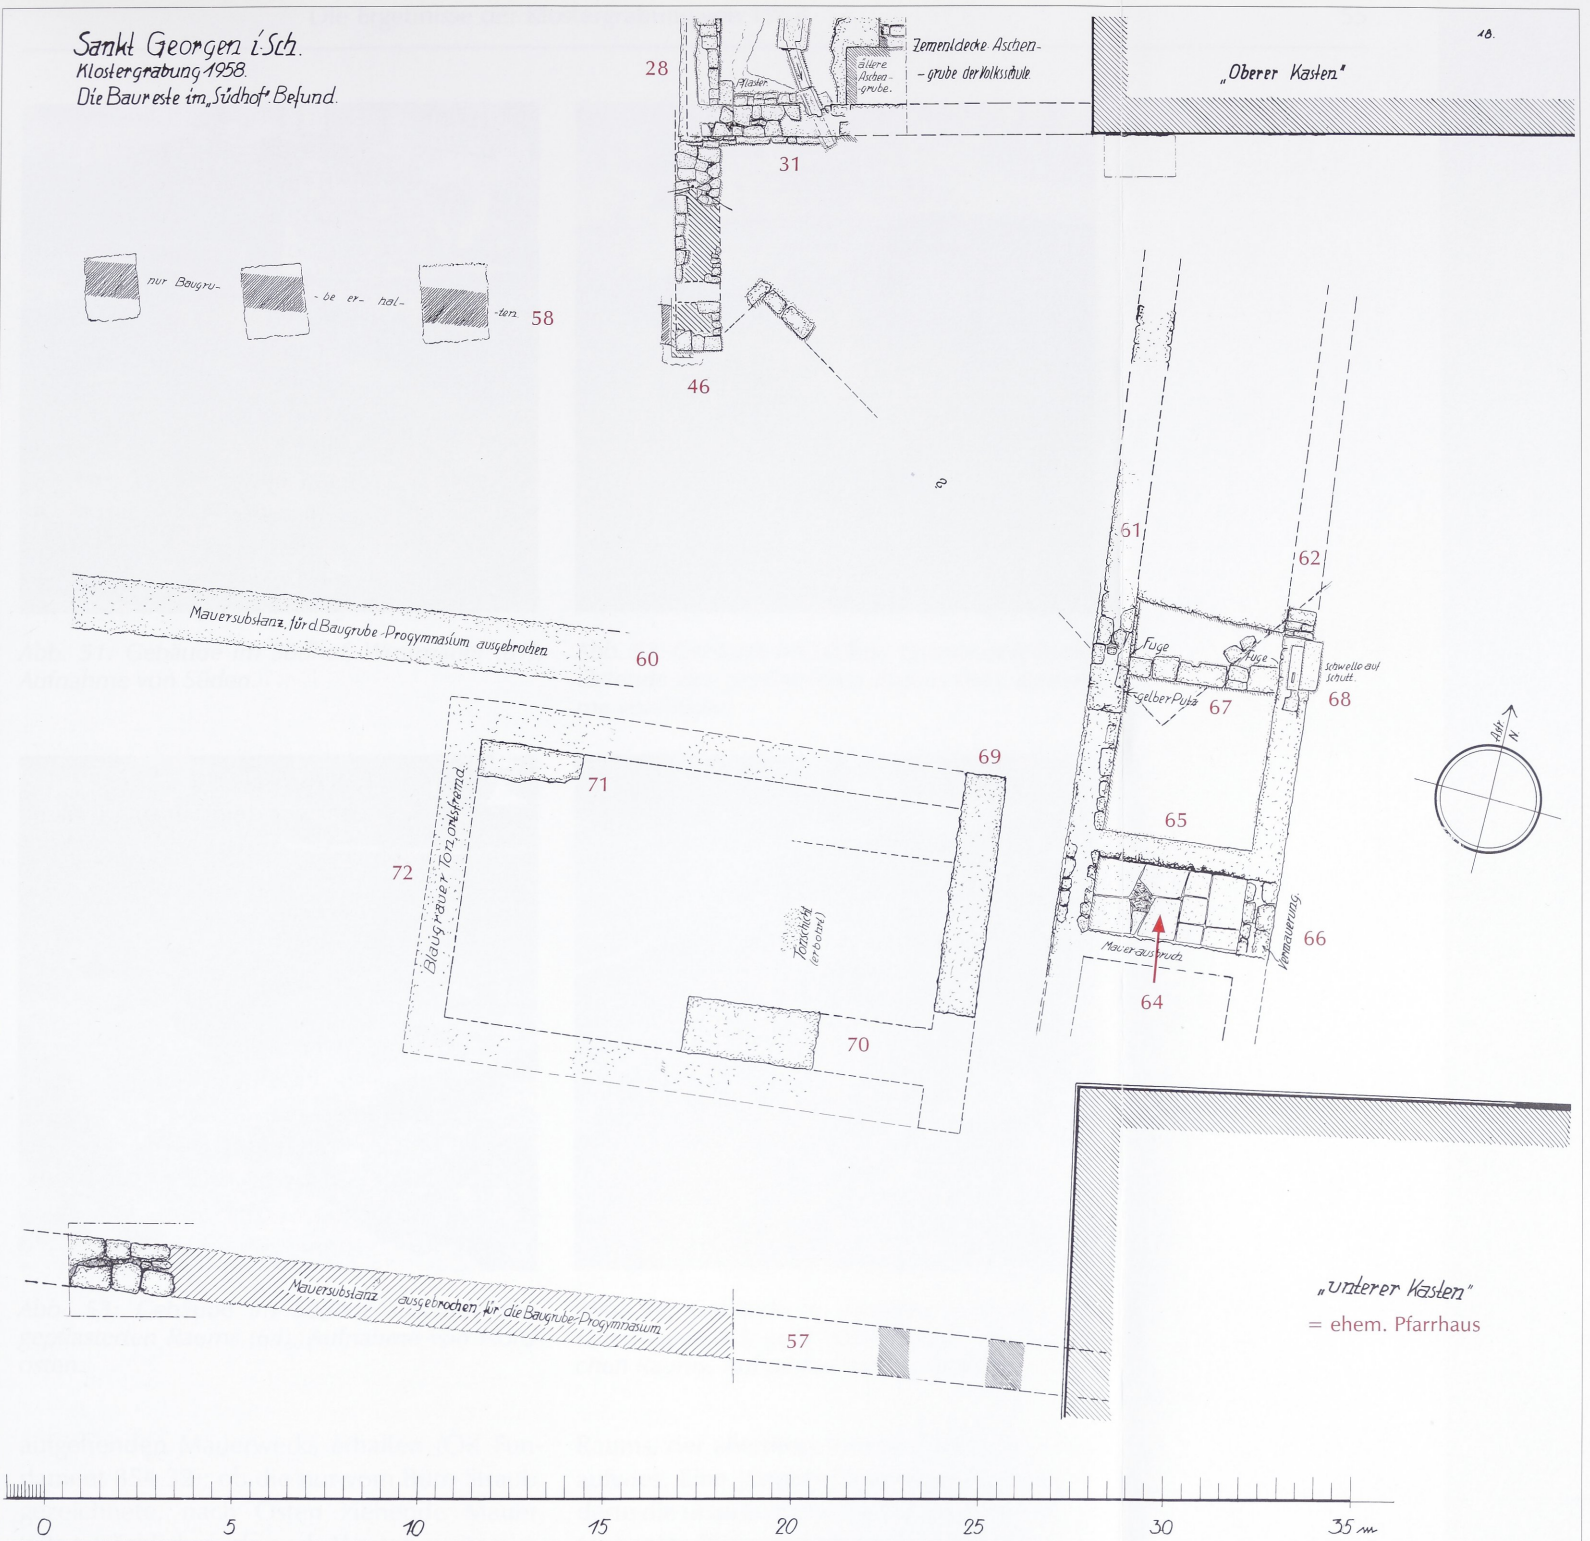 Sankt Georgen i. Sch.
Klostergrabung 1958.
Die Baureste im „Südhof“. Befund.
18.
28
Pflaster
ältere
Aschen-
-grube.
Zementdecke Aschen-
-grube der Volksschule.
„Oberer Kasten“
31
nur Baugru-
-be er- hal-
-ten.
58
46
61
62
Mauersubstanz, für d. Baugrube-Progymnasium ausgebrochen
60
Fuge
Fuge
Schwelle auf
Schutt.
gelber Putz
67
68
Astr.
N
69
71
72
Blaugrauer Ton, ortsfremd.
65
Tonschicht
(erbohrt)
Mauerausbruch
Vermauerung.
66
64
70
Mauersubstanz ausgebrochen für die Baugrube-Progymnasium
57
„unterer Kasten“
= ehem. Pfarrhaus
0 5 10 15 20 25 30 35 m